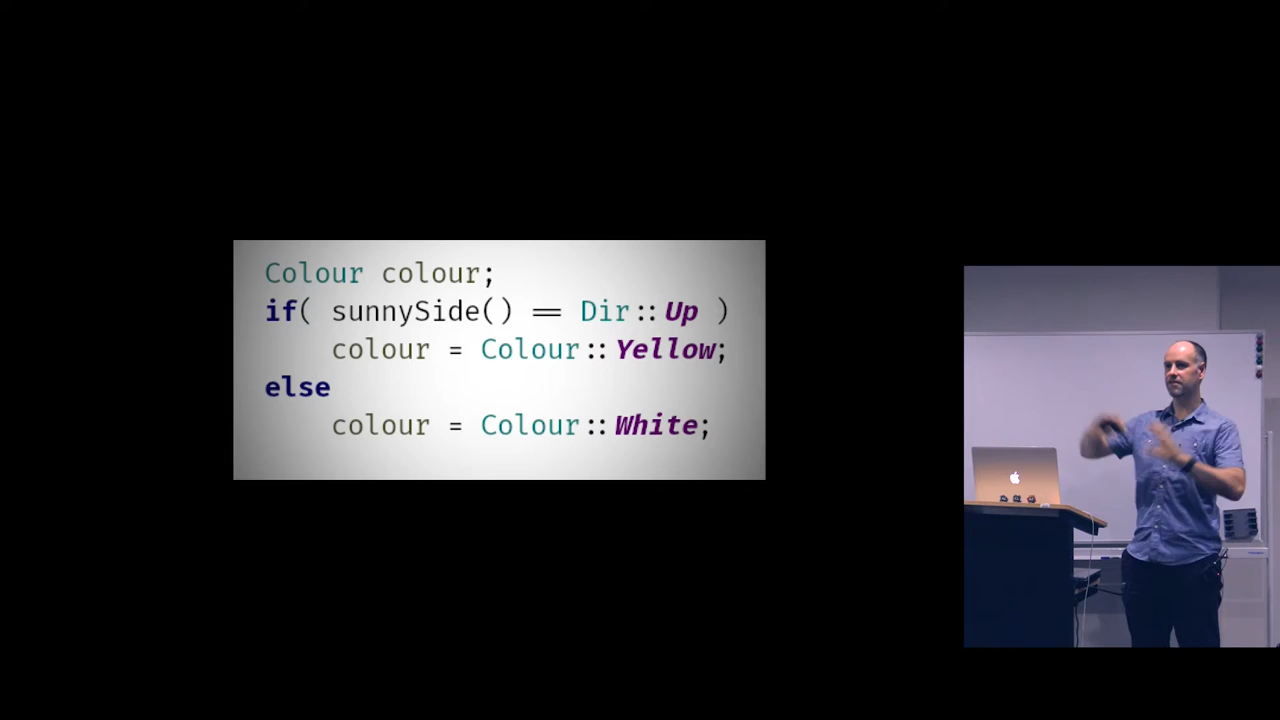 Colour colour;
if( sunnySide() == Dir::Up )
    colour = Colour::Yellow;
else
    colour = Colour::White;